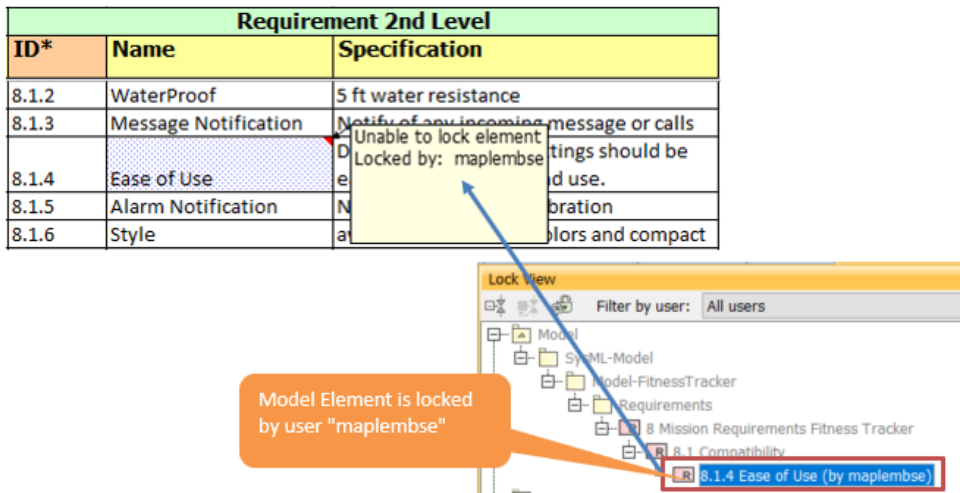 Requirement 2nd Level
ID* Name Specification
8.1.2 WaterProof 5 ft water resistance
8.1.3 Message Notification Notify of any incoming message or calls
Unable to lock element
Locked by: maplembse
D tings should be
8.1.4 Ease of Use e d use.
8.1.5 Alarm Notification N bration
8.1.6 Style av olors and compact
Lock View
Filter by user: All users
Model
SysML-Model
Model-FitnessTracker
Requirements
R 8 Mission Requirements Fitness Tracker
R 8.1 Compatibility
R 8.1.4 Ease of Use (by maplembse)
Model Element is locked
by user "maplembse"